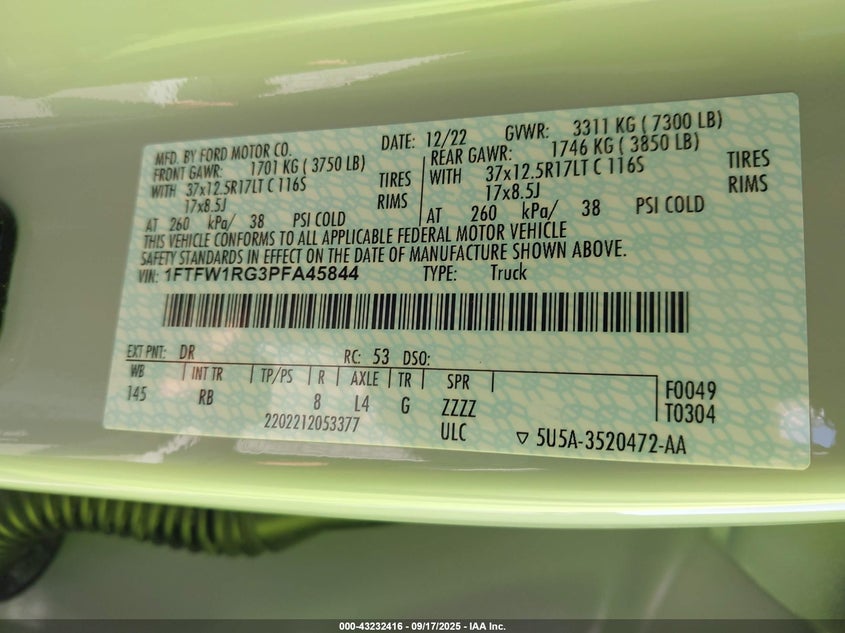 MFD. BY FORD MOTOR CO. DATE: 12/22 GVWR: 3311 KG ( 7300 LB)
FRONT GAWR: 1701 KG ( 3750 LB) REAR GAWR: 1746 KG ( 3850 LB)
WITH 37x12.5R17LT C 116S TIRES WITH 37x12.5R17LT C 116S TIRES
17x8.5J RIMS 17x8.5J RIMS
AT 260 kPa/ 38 PSI COLD AT 260 kPa/ 38 PSI COLD
THIS VEHICLE CONFORMS TO ALL APPLICABLE FEDERAL MOTOR VEHICLE
SAFETY STANDARDS IN EFFECT ON THE DATE OF MANUFACTURE SHOWN ABOVE.
VIN: 1FTFW1RG3PFA45844 TYPE: Truck
EXT PNT: DR RC: 53 DSO:
WB INT TR TP/PS R AXLE TR SPR
145 RB 8 L4 G ZZZZ
F0049
T0304
2202212053377 ULC
5U5A-3520472-AA
000-43232416 - 09/17/2025 - IAA Inc.